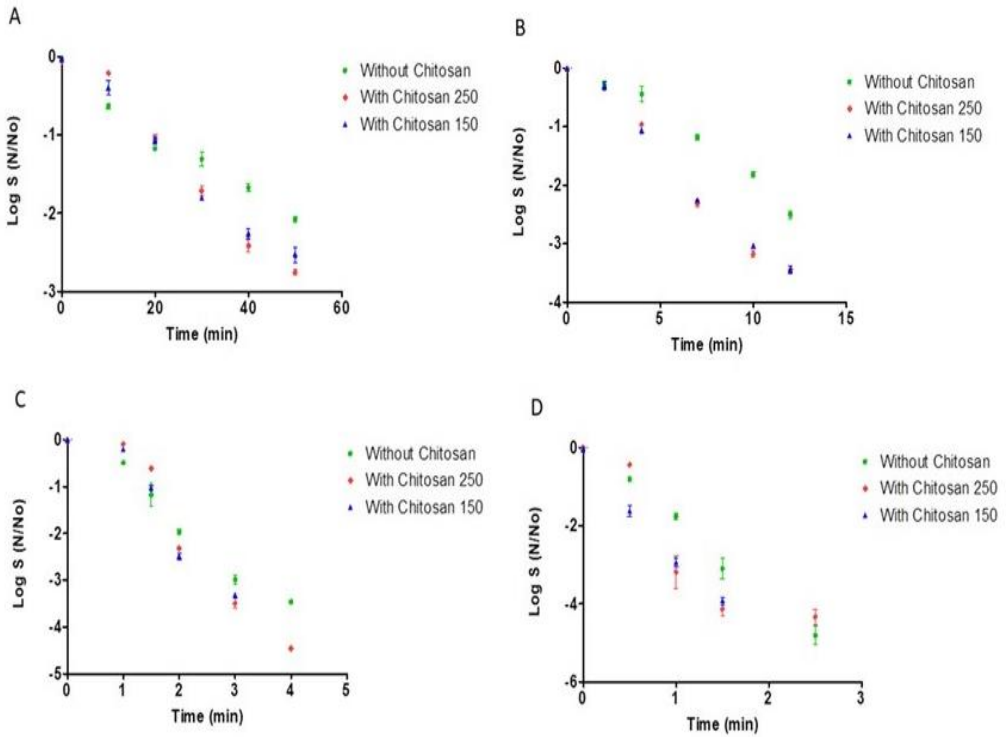 A
0
-1
-2
-3
0
20
40
60
Log S (N/No)
Time (min)
Without Chitosan
With Chitosan 250
With Chitosan 150
B
0
-1
-2
-3
-4
0
5
10
15
Log S (N/No)
Time (min)
Without Chitosan
With Chitosan 250
With Chitosan 150
C
0
-1
-2
-3
-4
-5
0
1
2
3
4
5
Log S (N/No)
Time (min)
Without Chitosan
With Chitosan 250
With Chitosan 150
D
0
-2
-4
-6
0
1
2
3
Log S (N/No)
Time (min)
Without Chitosan
With Chitosan 250
With Chitosan 150